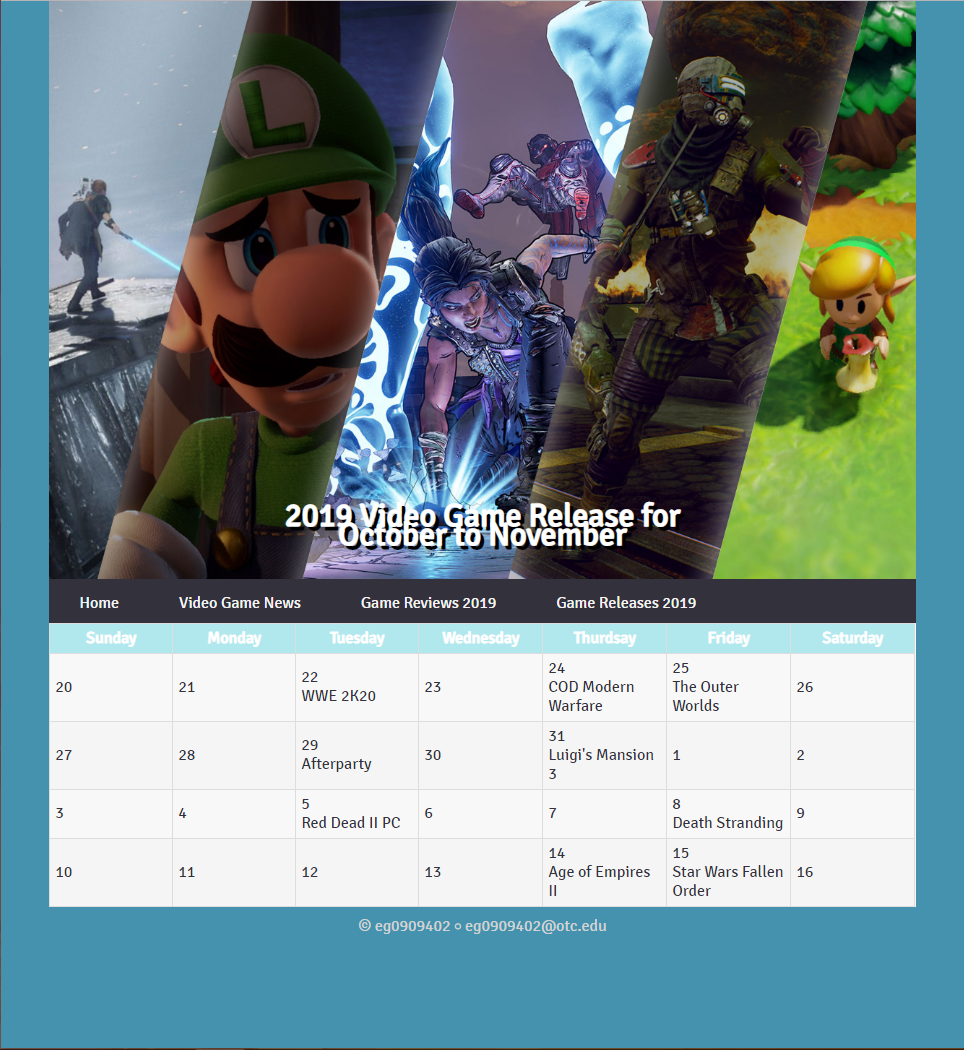 L
2019 Video Game Release for
October to November
Home Video Game News Game Reviews 2019 Game Releases 2019
Sunday Monday Tuesday Wednesday Thurdsay Friday Saturday
20 21 22 23 24 25 26
WWE 2K20 COD Modern The Outer
Warfare Worlds
27 28 29 30 31 1 2
Afterparty Luigi's Mansion
3
3 4 5 6 7 8 9
Red Dead II PC Death Stranding
10 11 12 13 14 15 16
Age of Empires Star Wars Fallen
II Order
© eg0909402 ∘ eg0909402@otc.edu